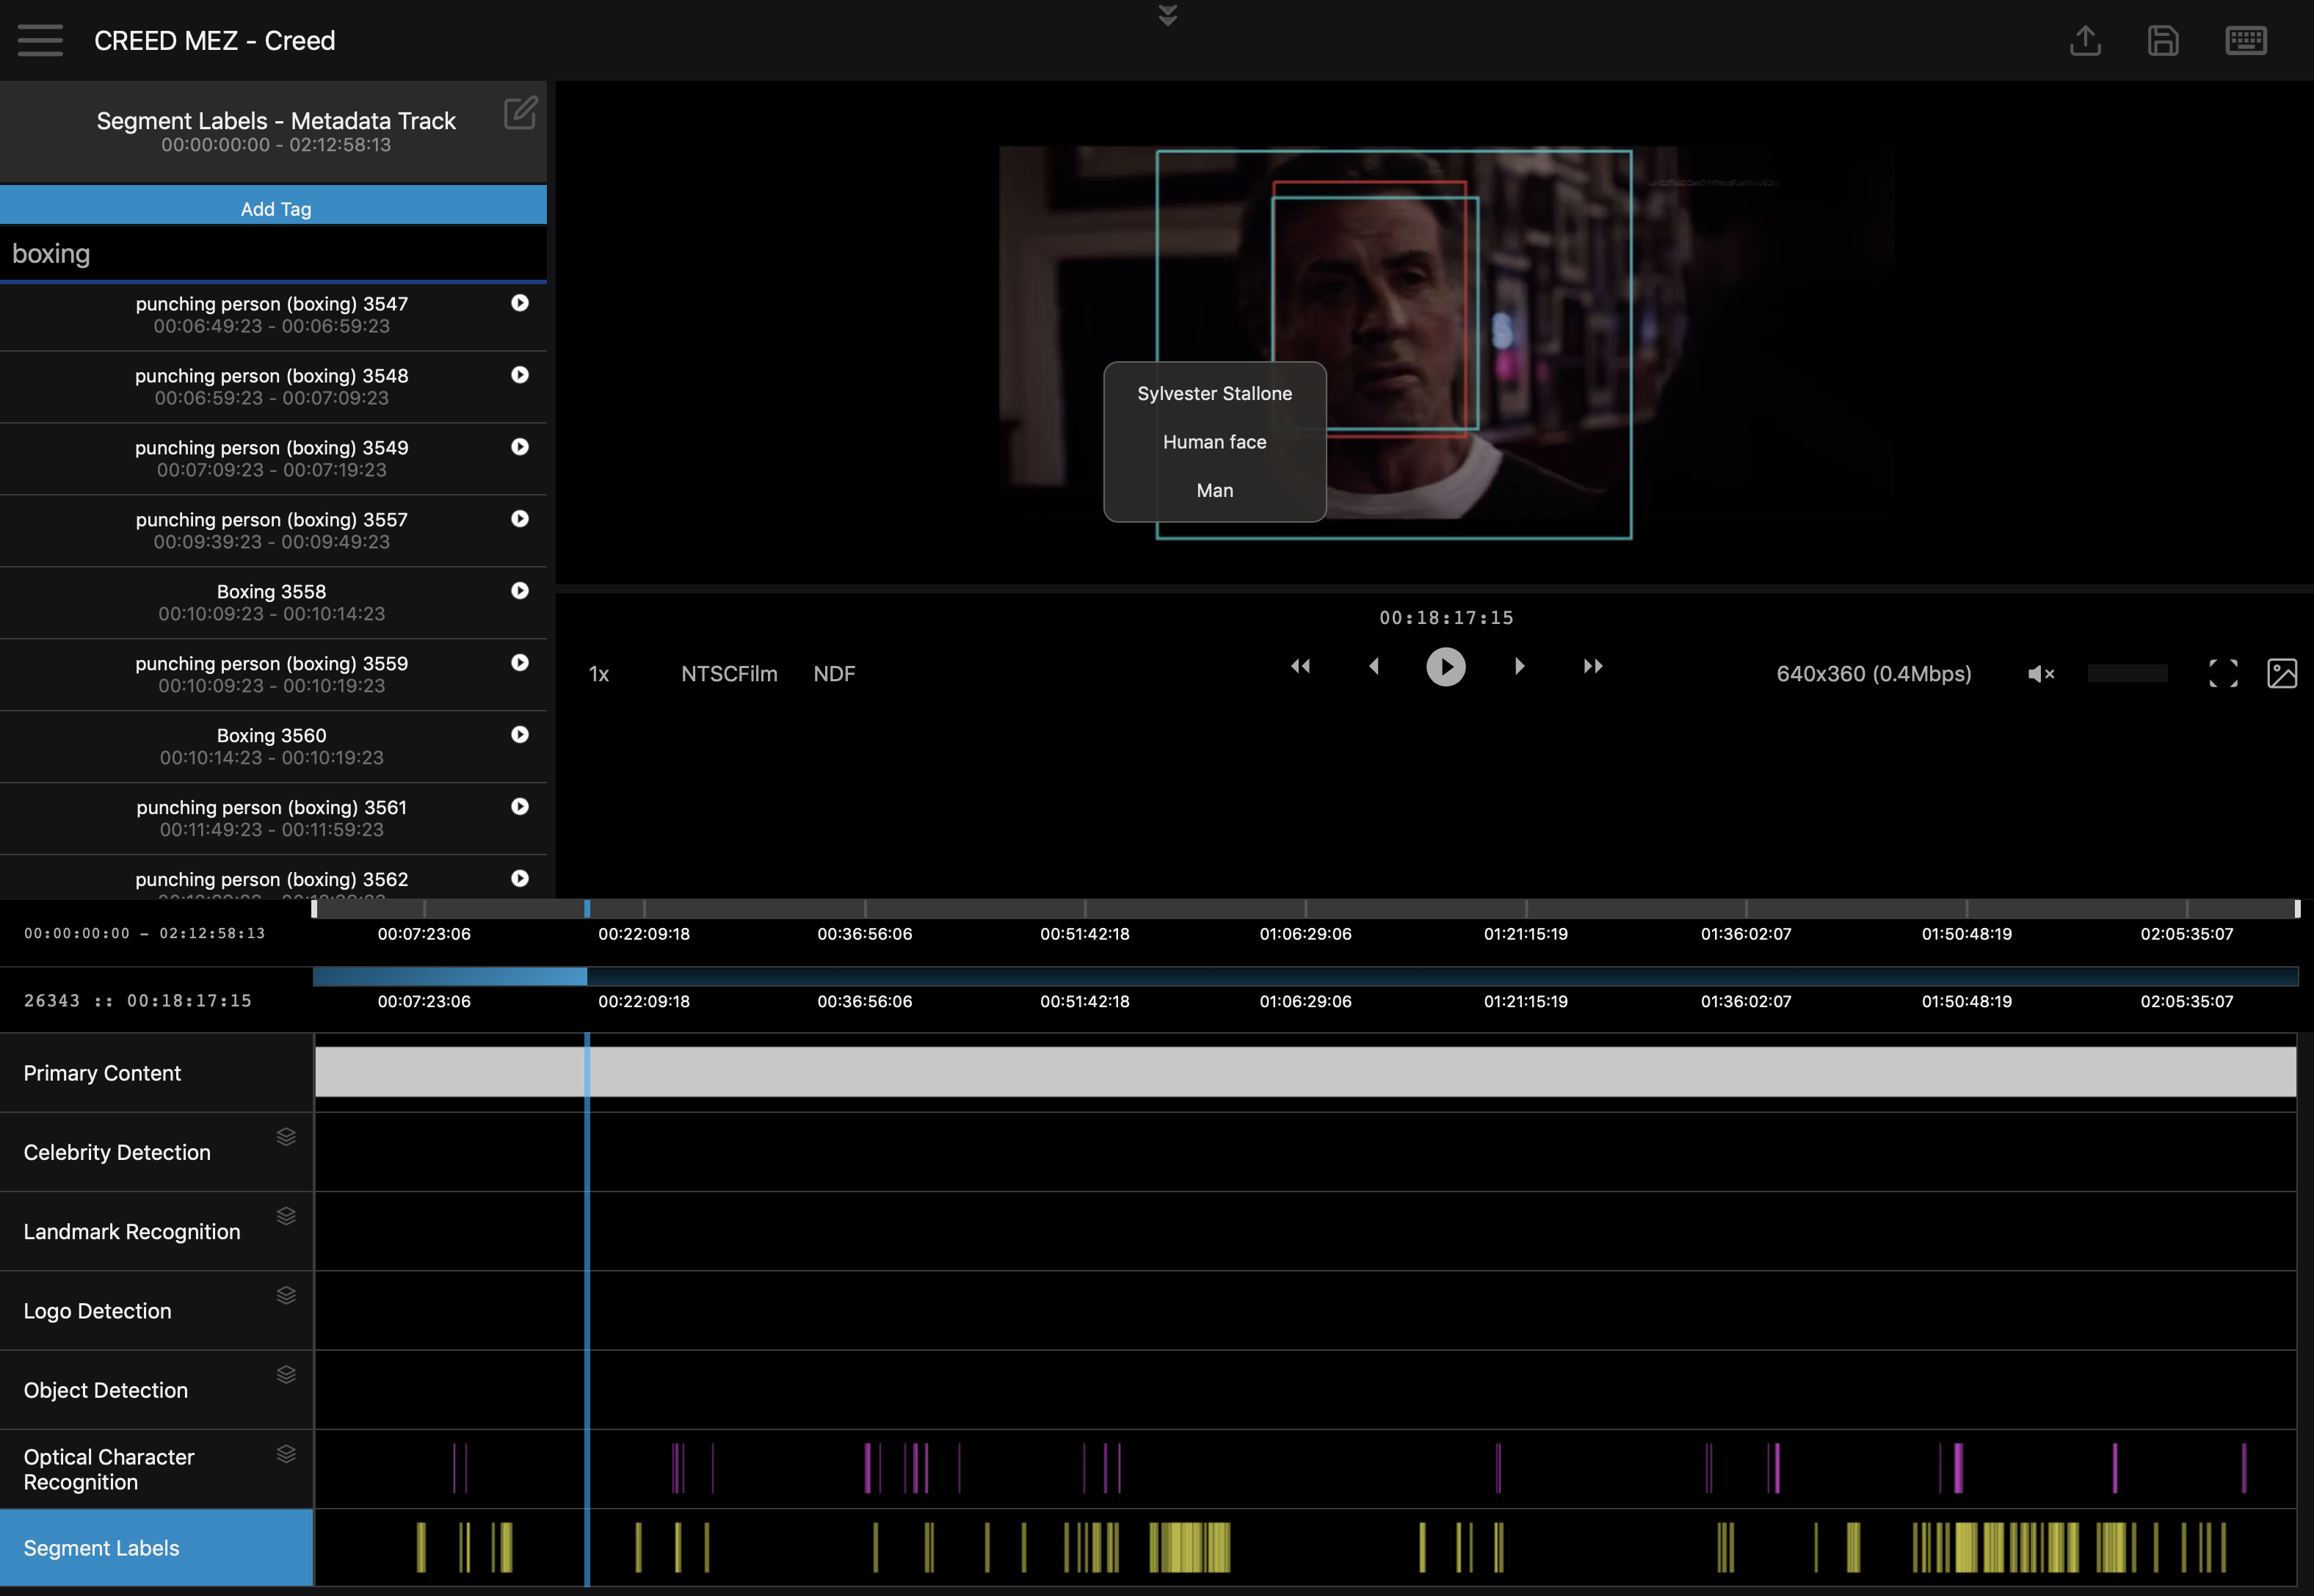 CREED MEZ - Creed
Segment Labels - Metadata Track
00:00:00:00 - 02:12:58:13
Add Tag
boxing
punching person (boxing) 3547
00:06:49:23 - 00:06:59:23
punching person (boxing) 3548
00:06:59:23 - 00:07:09:23
punching person (boxing) 3549
00:07:09:23 - 00:07:19:23
punching person (boxing) 3557
00:09:39:23 - 00:09:49:23
Boxing 3558
00:10:09:23 - 00:10:14:23
punching person (boxing) 3559
00:10:09:23 - 00:10:19:23
Boxing 3560
00:10:14:23 - 00:10:19:23
punching person (boxing) 3561
00:11:49:23 - 00:11:59:23
punching person (boxing) 3562
Sylvester Stallone
Human face
Man
00:18:17:15
1x NTSCFilm NDF 640x360 (0.4Mbps)
00:00:00:00 – 02:12:58:13 00:07:23:06 00:22:09:18 00:36:56:06 00:51:42:18 01:06:29:06 01:21:15:19 01:36:02:07 01:50:48:19 02:05:35:07
26343 :: 00:18:17:15 00:07:23:06 00:22:09:18 00:36:56:06 00:51:42:18 01:06:29:06 01:21:15:19 01:36:02:07 01:50:48:19 02:05:35:07
Primary Content
Celebrity Detection
Landmark Recognition
Logo Detection
Object Detection
Optical Character
Recognition
Segment Labels